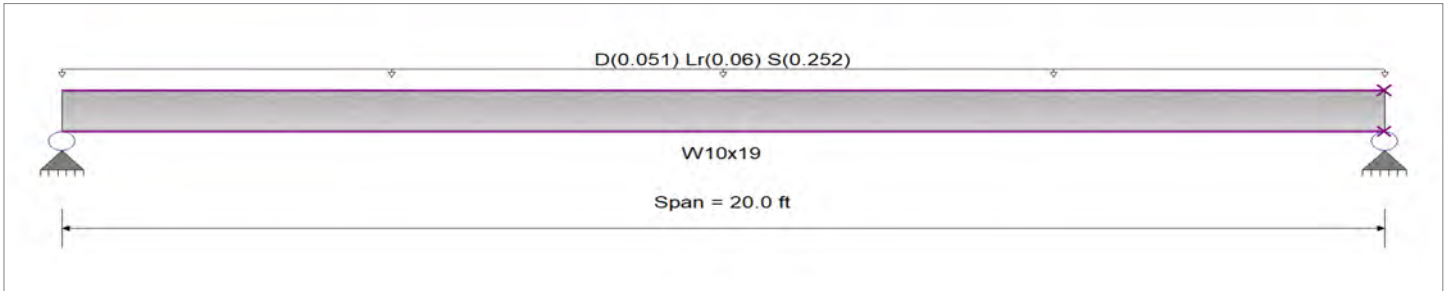 D(0.051) Lr(0.06) S(0.252)
W10x19
Span = 20.0 ft